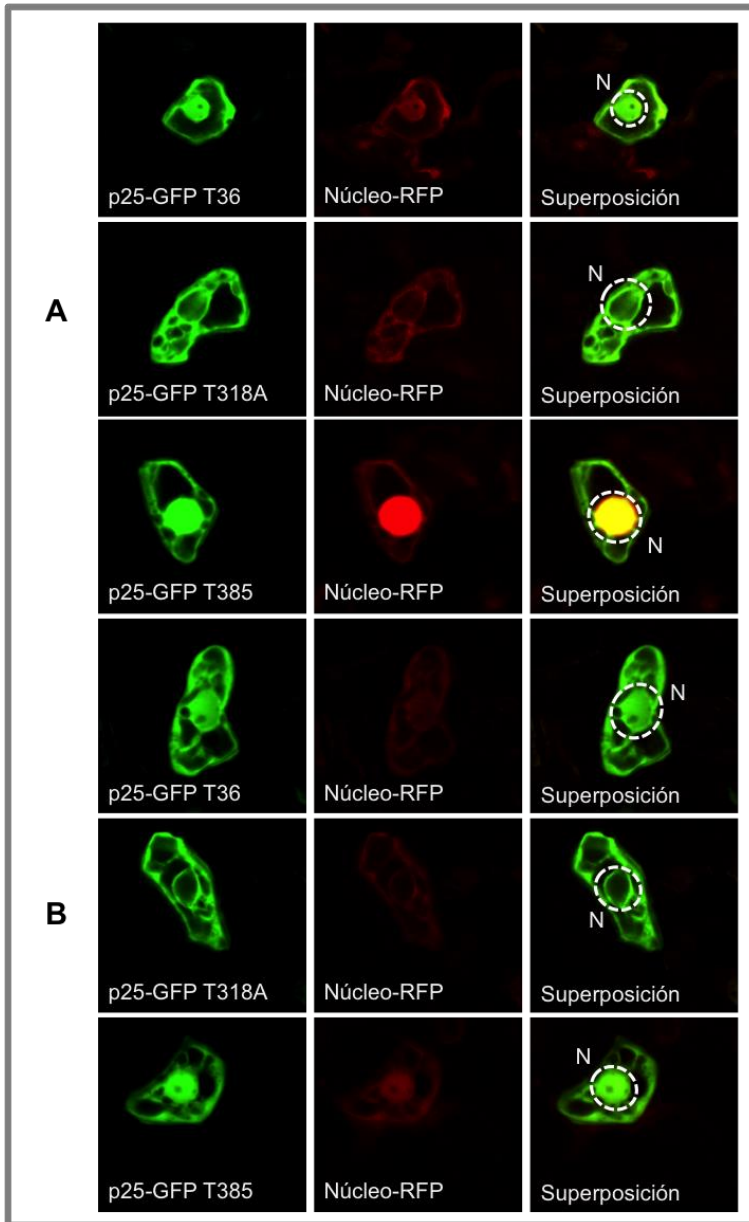 N
p25-GFP T36 Núcleo-RFP Superposición
A
N
p25-GFP T318A Núcleo-RFP Superposición
N
p25-GFP T385 Núcleo-RFP Superposición
N
p25-GFP T36 Núcleo-RFP Superposición
B
N
p25-GFP T318A Núcleo-RFP Superposición
N
p25-GFP T385 Núcleo-RFP Superposición